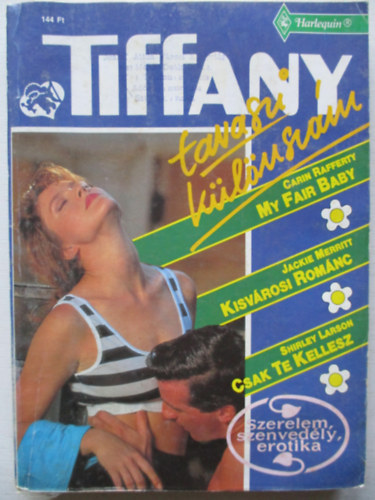 144 Ft
Harlequin ®
TIFFANY
tavaszi
különszám
CARIN RAFFERTY
MY FAIR BABY
JACKIE MERRITT
KISVÁROSI ROMÁNC
SHIRLEY LARSON
CSAK TE KELLESZ
Szerelem,
szenvedély,
erotika